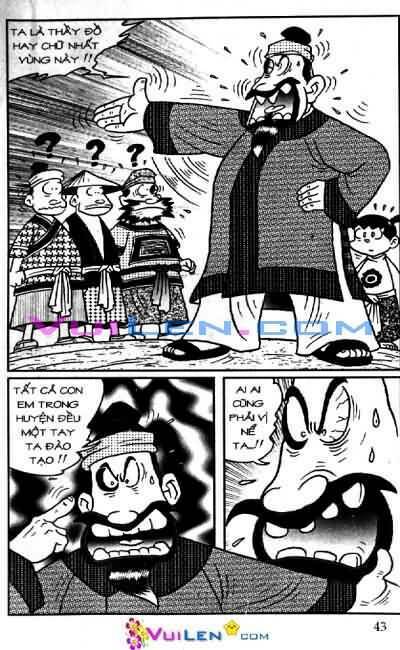 TA LÀ THẦY ĐỒ
HAY CHỮ NHẤT
VÙNG NÀY !!
?
?
?
VUILEN.COM
TẤT CẢ CON
EM TRONG
HUYỆN ĐỀU
MỘT TAY
TA ĐÀO
TẠO !!
AI AI
CŨNG
PHẢI VÌ
NỂ
TA...!!
43
VUILEN.COM